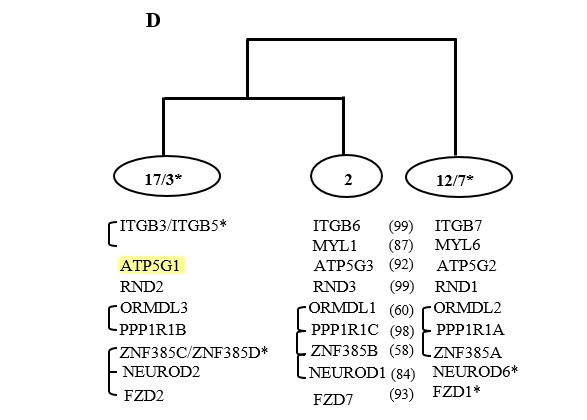 D
17/3* 2 12/7*
ITGB3/ITGB5* ITGB6 (99) ITGB7
MYL1 (87) MYL6
ATP5G1 ATP5G3 (92) ATP5G2
RND2 RND3 (99) RND1
ORMDL3 ORMDL1 (60) ORMDL2
PPP1R1B PPP1R1C (98) PPP1R1A
ZNF385C/ZNF385D* ZNF385B (58) ZNF385A
NEUROD2 NEUROD1 (84) NEUROD6*
FZD2 FZD7 (93) FZD1*